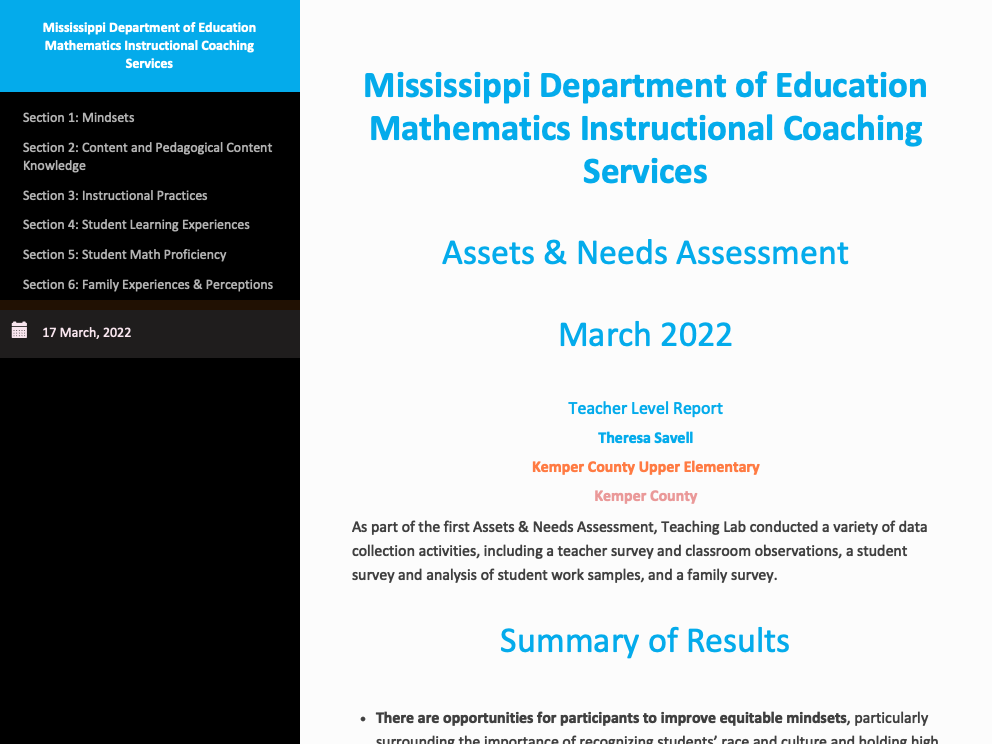 Mississippi Department of Education
Mathematics Instructional Coaching
Services
Section 1: Mindsets
Section 2: Content and Pedagogical Content
Knowledge
Section 3: Instructional Practices
Section 4: Student Learning Experiences
Section 5: Student Math Proficiency
Section 6: Family Experiences & Perceptions
17 March, 2022
Mississippi Department of Education
Mathematics Instructional Coaching
Services
Assets & Needs Assessment
March 2022
Teacher Level Report
Theresa Savell
Kemper County Upper Elementary
Kemper County
As part of the first Assets & Needs Assessment, Teaching Lab conducted a variety of data
collection activities, including a teacher survey and classroom observations, a student
survey and analysis of student work samples, and a family survey.
Summary of Results
• There are opportunities for participants to improve equitable mindsets, particularly
surrounding the importance of recognizing students' race and culture and holding high